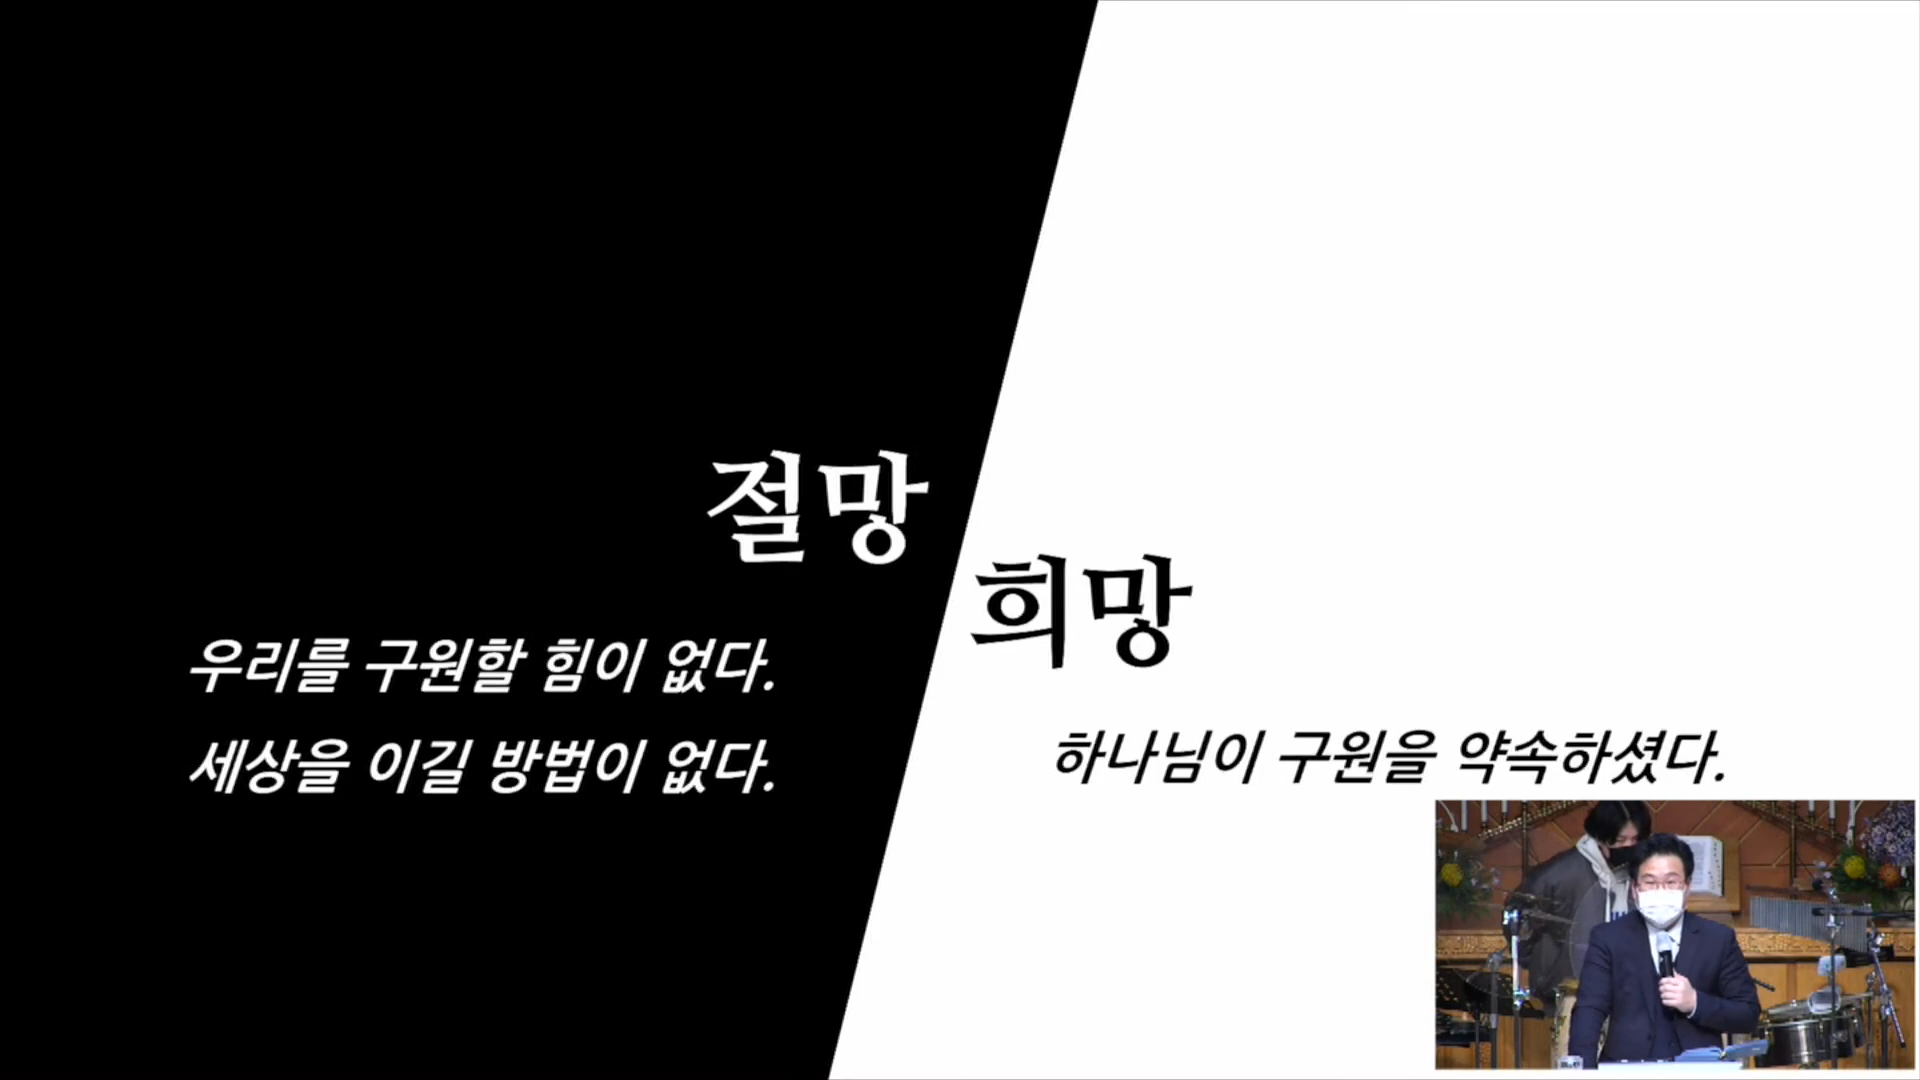 절망
우리를 구원할 힘이 없다.
세상을 이길 방법이 없다.
희망
하나님이 구원을 약속하셨다.